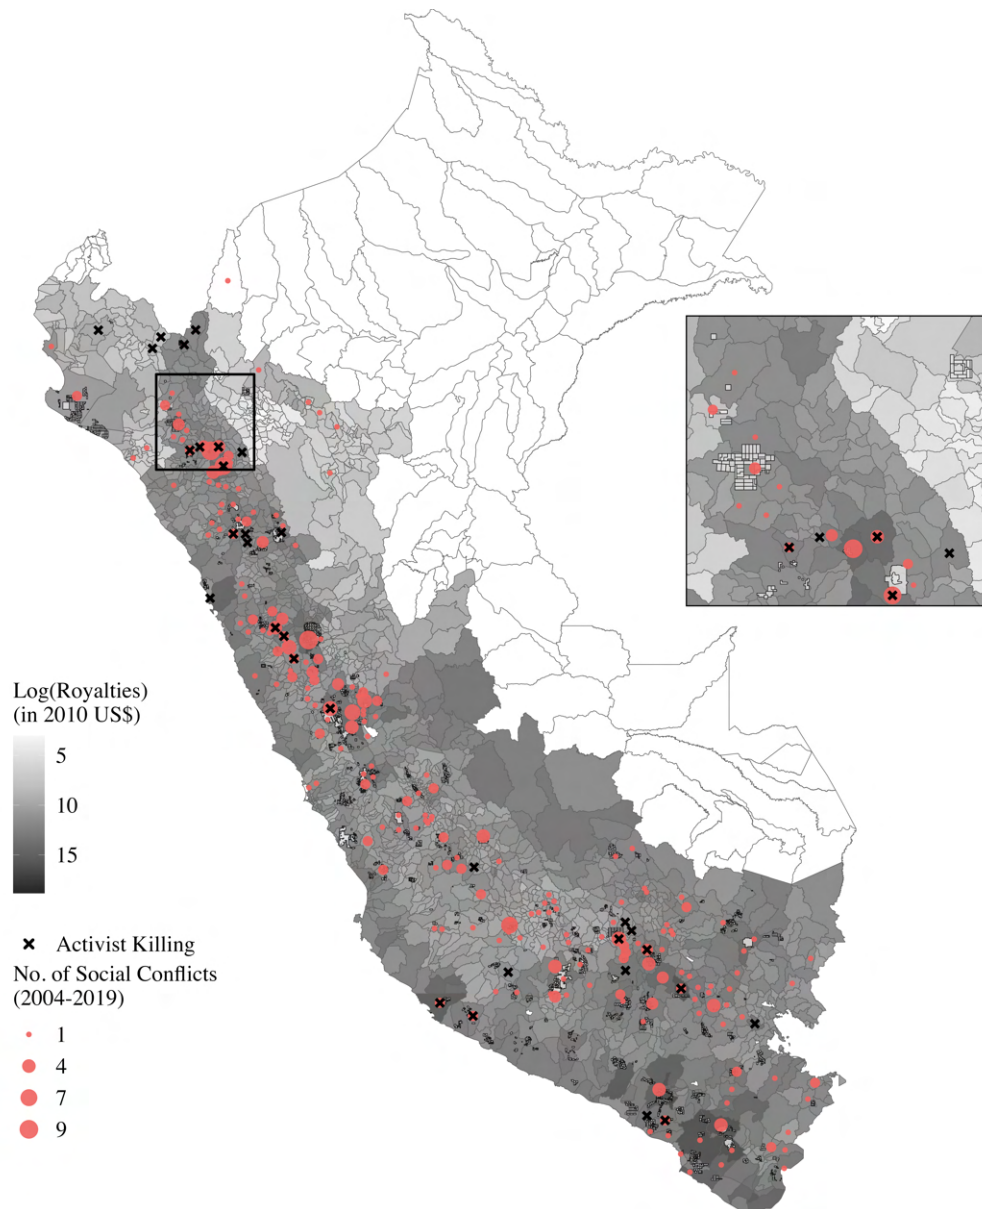 Log(Royalties)
(in 2010 US$)
5
10
15
Activist Killing
No. of Social Conflicts
(2004-2019)
1
4
7
9